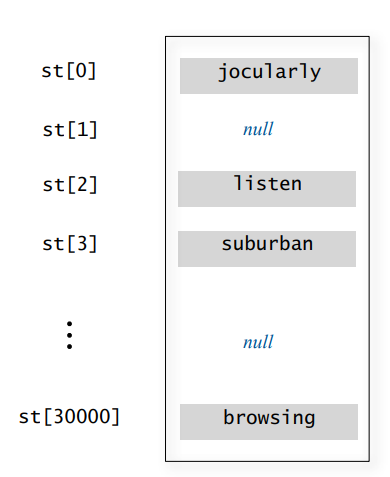 st[0] jocularly
st[1] null
st[2] listen
st[3] suburban
⋮ null
st[30000] browsing